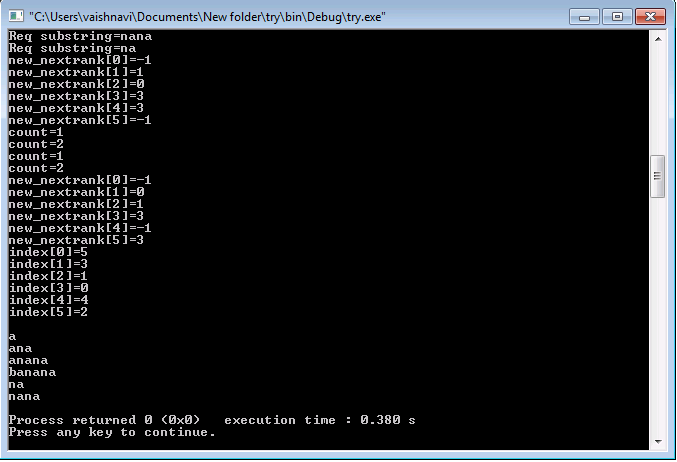 "C:\Users\vaishnavi\Documents\New folder\try\bin\Debug\try.exe"
Req substring=nana
Req substring=na
new_nextrank[0]=-1
new_nextrank[1]=1
new_nextrank[2]=0
new_nextrank[3]=3
new_nextrank[4]=3
new_nextrank[5]=-1
count=1
count=2
count=1
count=2
new_nextrank[0]=-1
new_nextrank[1]=0
new_nextrank[2]=1
new_nextrank[3]=3
new_nextrank[4]=-1
new_nextrank[5]=3
index[0]=5
index[1]=3
index[2]=1
index[3]=0
index[4]=4
index[5]=2
a
ana
anana
banana
na
nana
Process returned 0 (0x0)   execution time : 0.380 s
Press any key to continue.